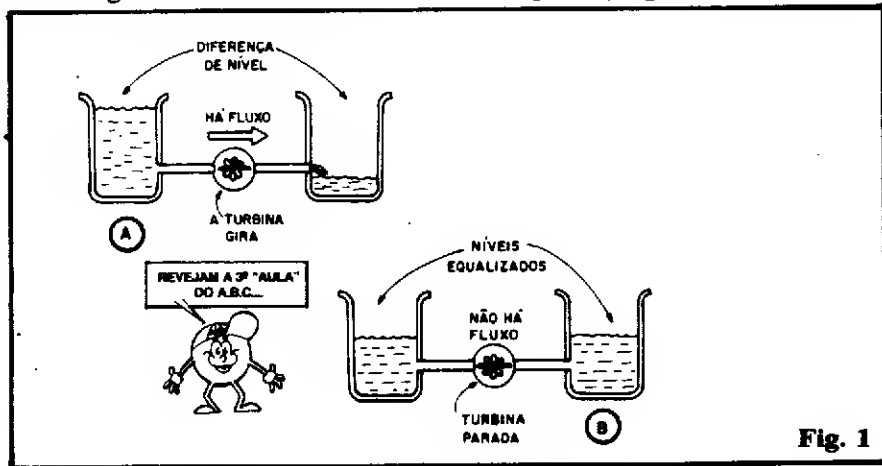 DIFERENÇA
DE NÍVEL
HÁ FLUXO
A TURBINA
GIRA
A
REVEJAM A 3ª "AULA"
DO A.B.C...
NÍVEIS
EQUALIZADOS
NÃO HÁ
FLUXO
TURBINA
PARADA
B
Fig. 1